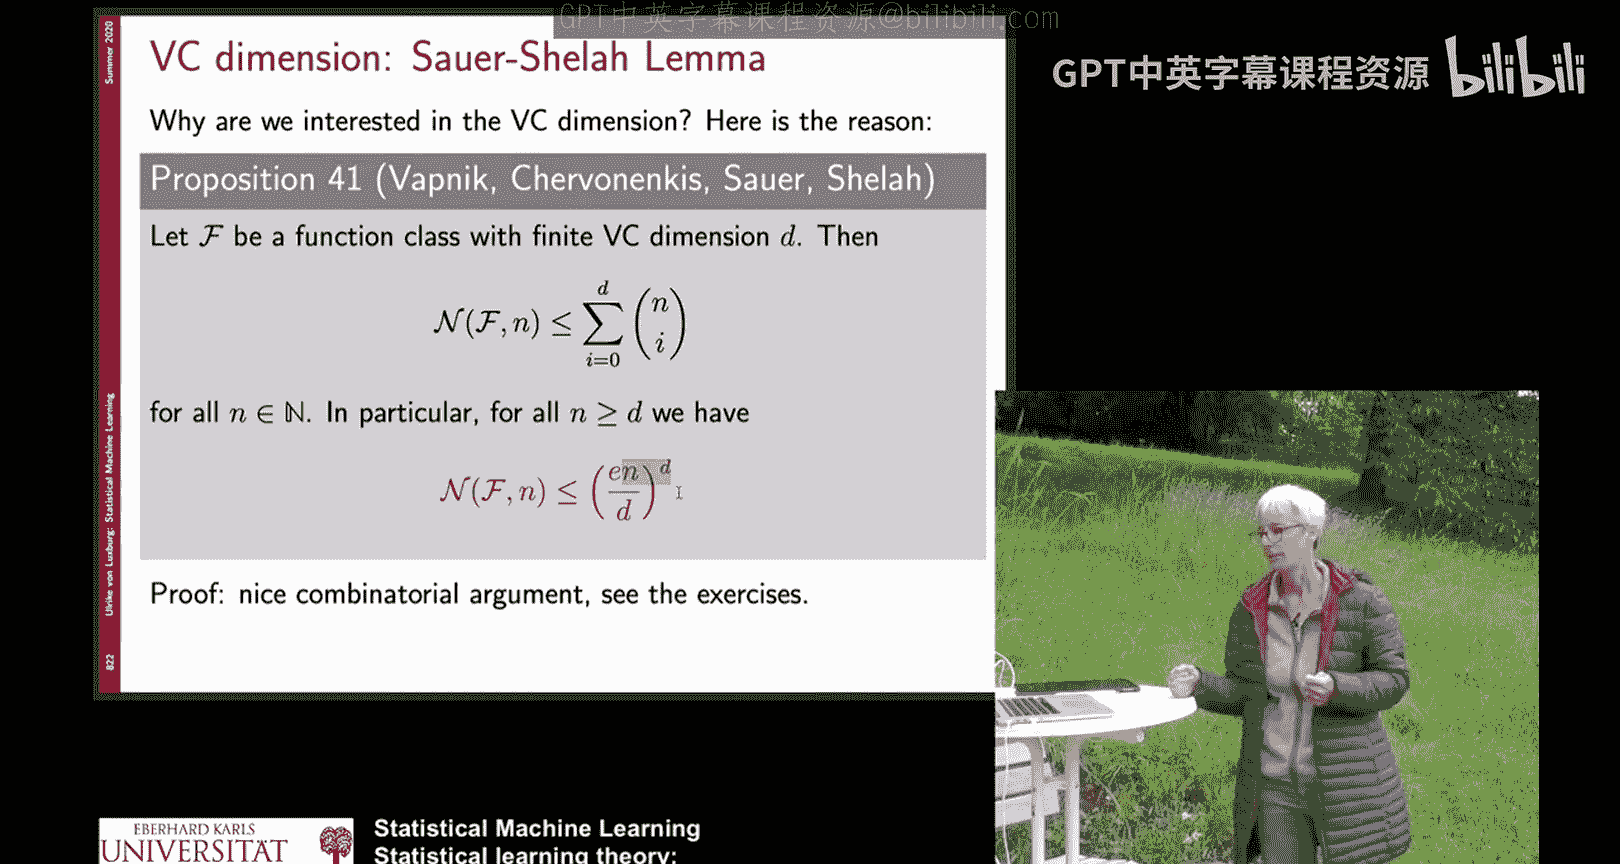 GPT中英字幕课程资源@bilibili.com
GPT中英字幕课程资源 bilibili
Summer 2020
VC dimension: Sauer-Shelah Lemma
Why are we interested in the VC dimension? Here is the reason:
Proposition 41 (Vapnik, Chervonenkis, Sauer, Shelah)
Let F be a function class with finite VC dimension d. Then
N(F, n) ≤ ∑_{i=0}^{d} (n i)
for all n ∈ ℕ. In particular, for all n ≥ d we have
N(F, n) ≤ (en/d)^d
Proof: nice combinatorial argument, see the exercises.
Ulrike von Luxburg: Statistical Machine Learning
822
EBERHARD KARLS
UNIVERSITÄT
Statistical Machine Learning
Statistical learning theory: